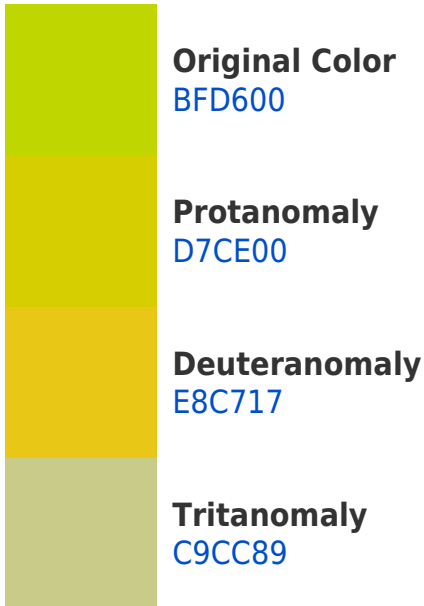 Original Color
BFD600
Protanomaly
D7CE00
Deuteranomaly
E8C717
Tritanomaly
C9CC89